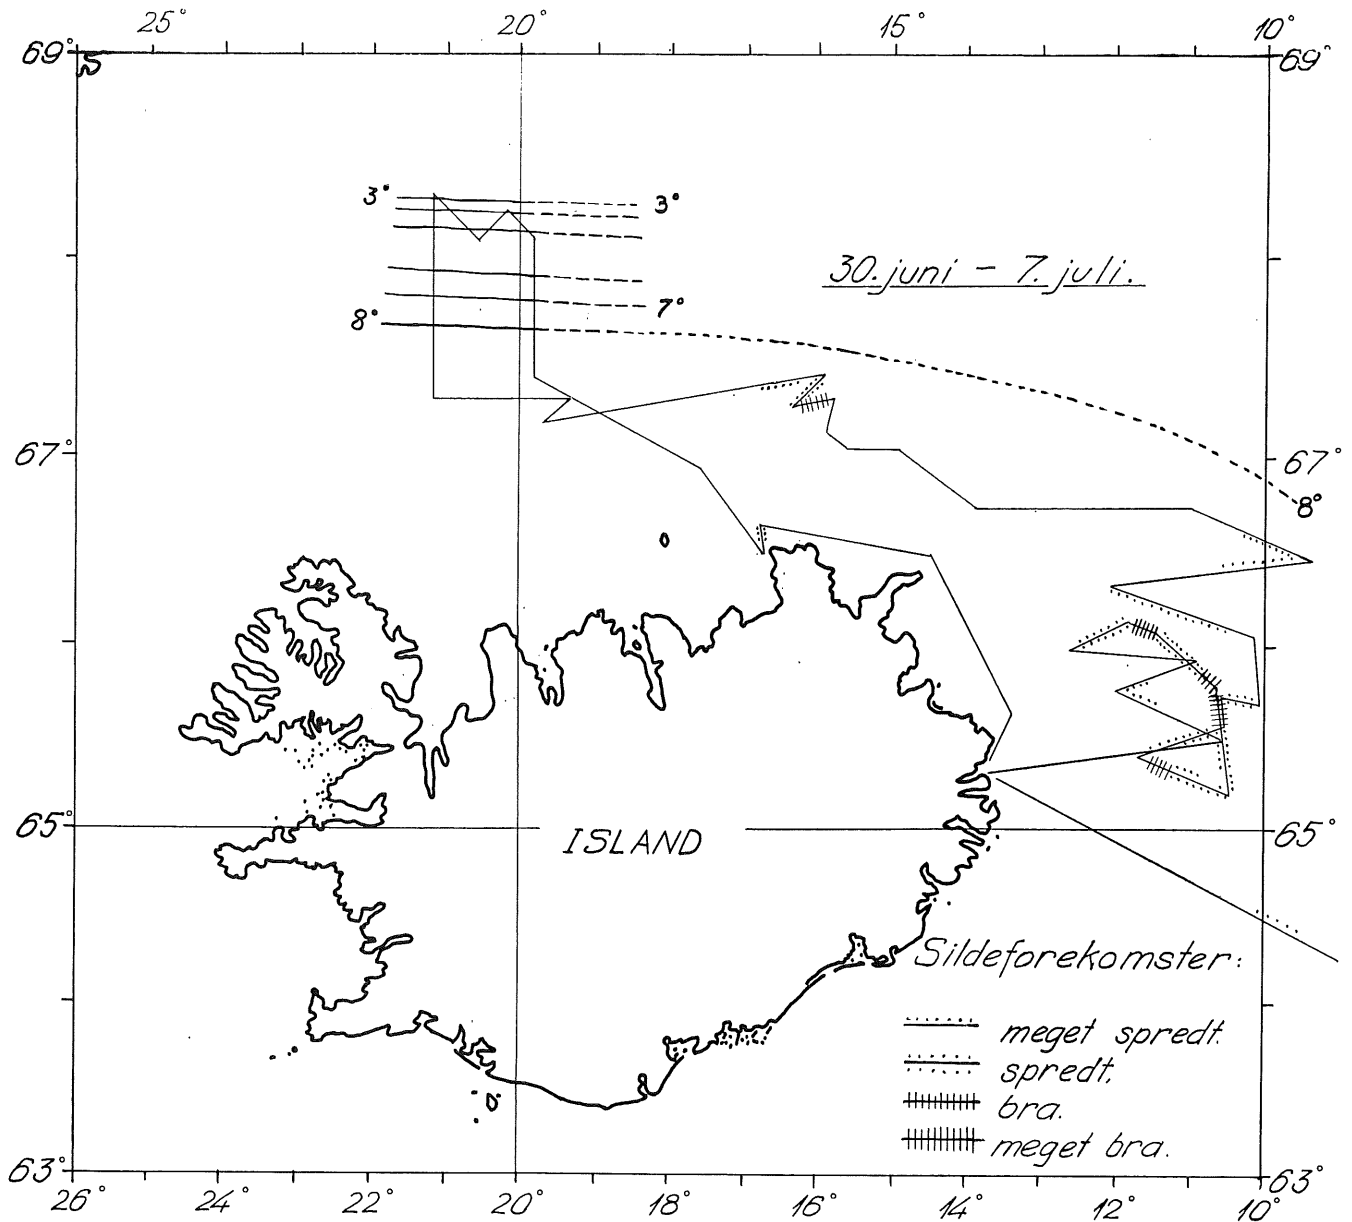 25° 20° 15° 10°
69° 69°
3° 3°
30. juni - 7. juli.
7°
8°
67° 67°
8°
65° 65°
ISLAND
Sildeforekomster:
meget spredt.
spredt.
bra.
meget bra.
63° 63°
26° 24° 22° 20° 18° 16° 14° 12° 10°